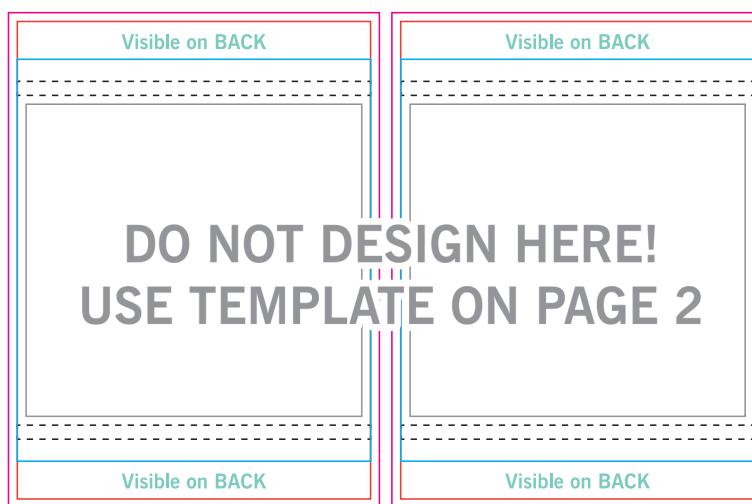 Visible on BACK Visible on BACK
DO NOT DESIGN HERE!
USE TEMPLATE ON PAGE 2
Visible on BACK Visible on BACK